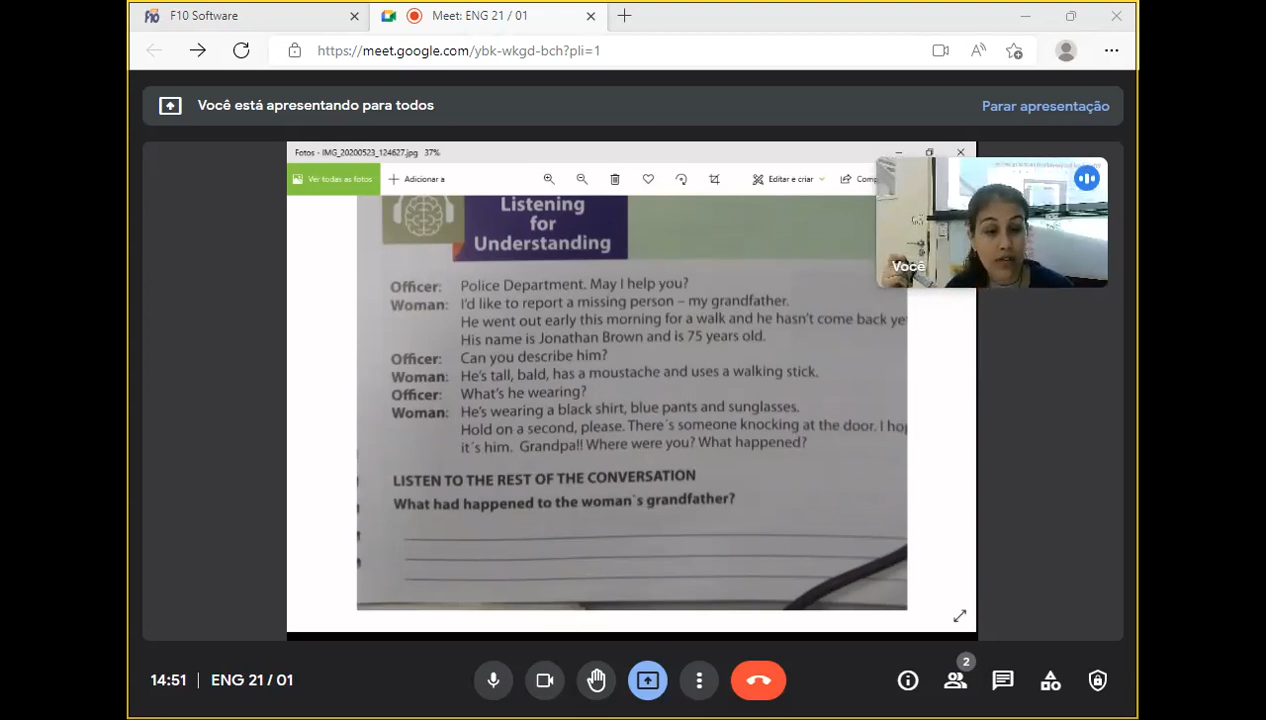 F10 Software
Meet: ENG 21 / 01
https://meet.google.com/ybk-wkgd-bch?pli=1
Você está apresentando para todos
Parar apresentação
Fotos - IMG_20200523_124627.jpg 37%
Ver todas as fotos
Adicionar a
Editar e criar
Comp
Você
Listening
for
Understanding
Officer: Police Department. May I help you?
Woman: I'd like to report a missing person – my grandfather.
He went out early this morning for a walk and he hasn't come back ye
His name is Jonathan Brown and is 75 years old.
Officer: Can you describe him?
Woman: He's tall, bald, has a moustache and uses a walking stick.
Officer: What's he wearing?
Woman: He's wearing a black shirt, blue pants and sunglasses.
Hold on a second, please. There´s someone knocking at the door. I hop
it´s him. Grandpa!! Where were you? What happened?
LISTEN TO THE REST OF THE CONVERSATION
What had happened to the woman´s grandfather?
14:51 | ENG 21 / 01
2